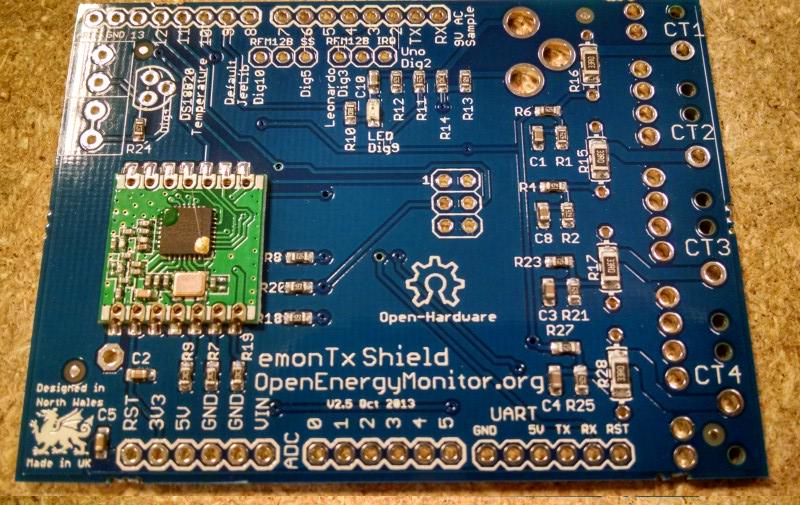 GND 13 12 11 10 9 8
7 6 5 4 3 2 TX RX
9V AC
Sample
CT1
RFM12B SS
RFM12B IRQ
Uno
Dig2
Default
JeeLib
Dig10
Dig5
Leonardo
Dig3
C10
R12
R11
R14
R13
R10
LED
Dig9
DS18B20
Temperature
R24
R16
R6
C1 R1
R15
CT2
R4
C8 R2
1
R23
R17
CT3
C3 R21
R27
R8
R20
R18
Open-Hardware
emonTx Shield
OpenEnergyMonitor.org
V2.5 Oct 2013
C2
R9
R7
R19
R28
CT4
C4 R25
Designed in
North Wales
C5
Made in UK
RST
3V3
5V
GND
GND
VIN
ADC
0 1 2 3 4 5
UART
GND 5V TX RX RST